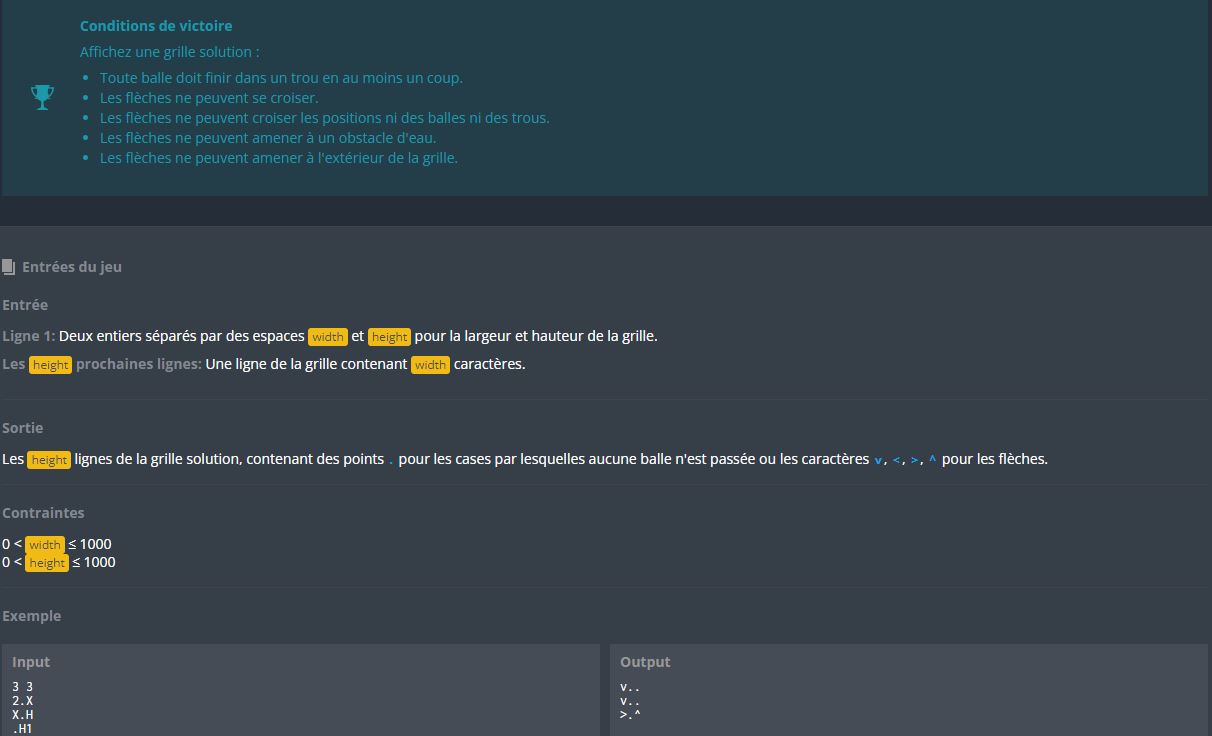 Conditions de victoire
Affichez une grille solution :
Toute balle doit finir dans un trou en au moins un coup.
Les flèches ne peuvent se croiser.
Les flèches ne peuvent croiser les positions ni des balles ni des trous.
Les flèches ne peuvent amener à un obstacle d'eau.
Les flèches ne peuvent amener à l'extérieur de la grille.
Entrées du jeu
Entrée
Ligne 1: Deux entiers séparés par des espaces width et height pour la largeur et hauteur de la grille.
Les height prochaines lignes: Une ligne de la grille contenant width caractères.
Sortie
Les height lignes de la grille solution, contenant des points . pour les cases par lesquelles aucune balle n'est passée ou les caractères v, <, >, ^ pour les flèches.
Contraintes
0 < width ≤ 1000
0 < height ≤ 1000
Exemple
Input
3 3
2.X
X.H
.H1
Output
v..
v..
>.^